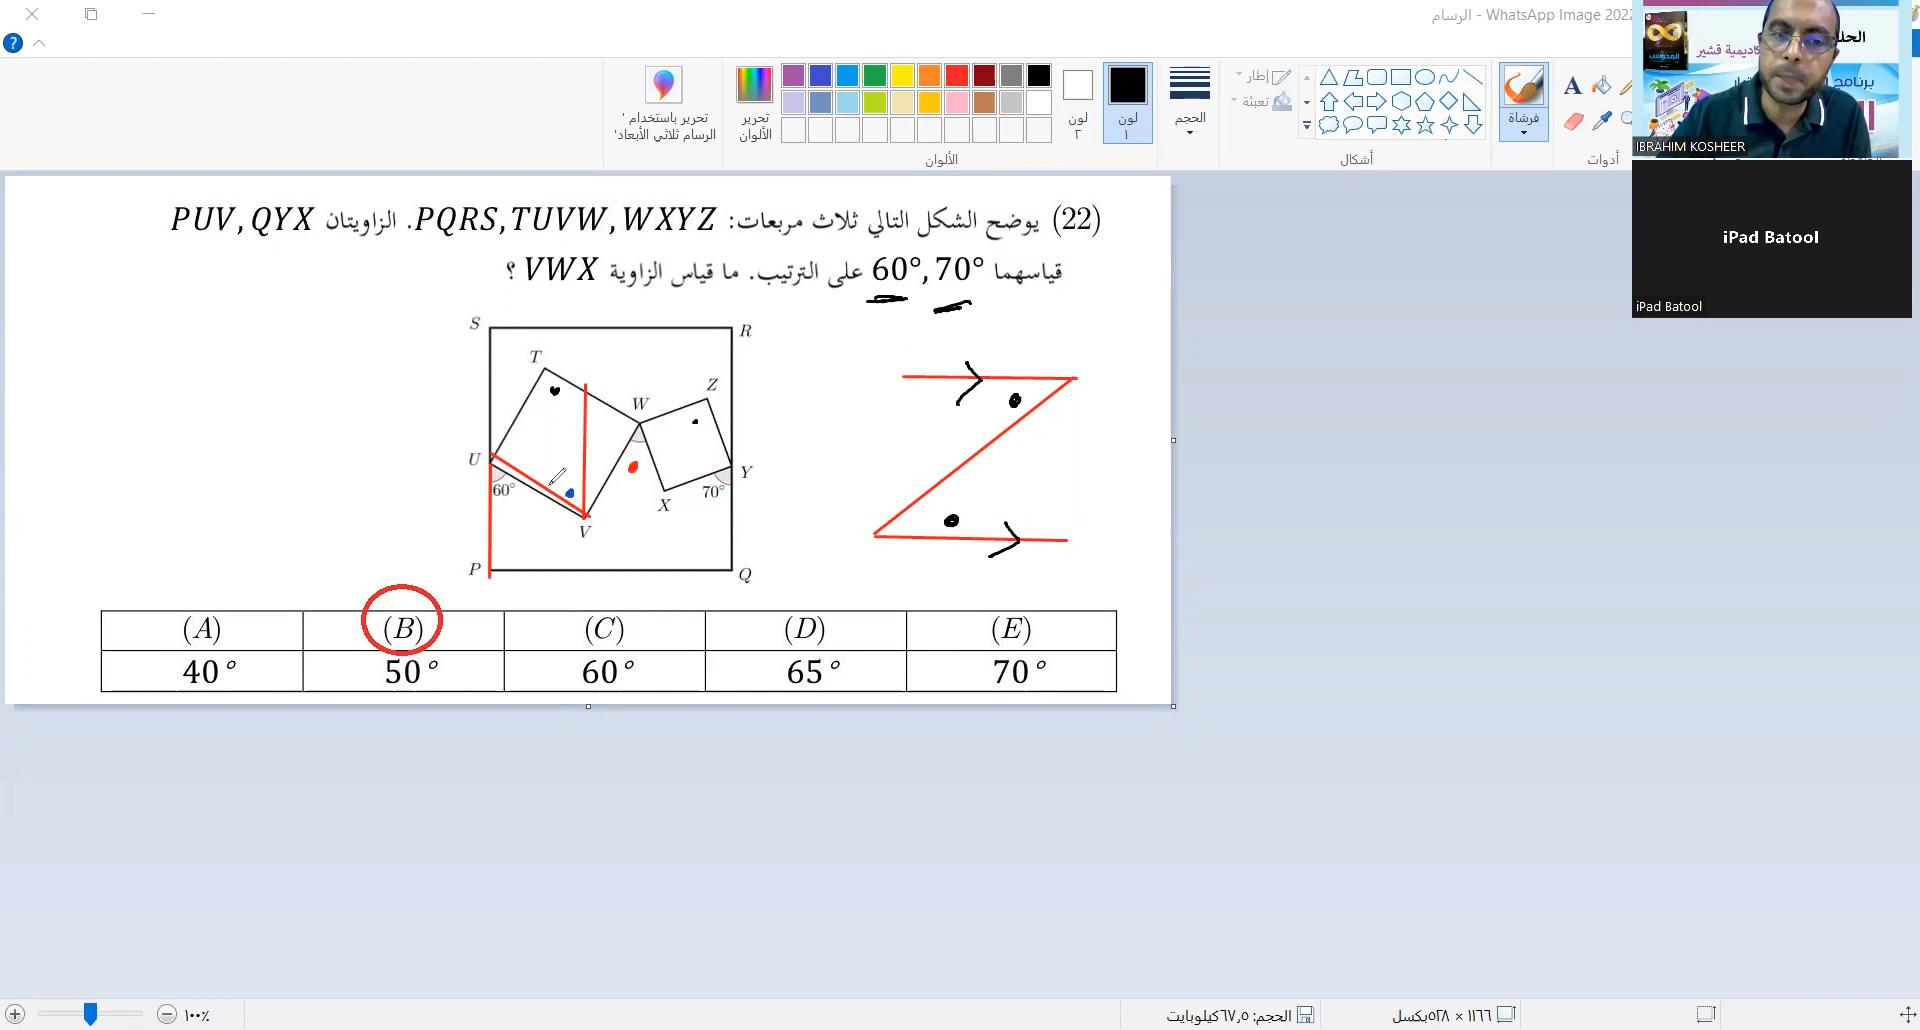 WhatsApp Image 2022 - الرسام
?
تحرير باستخدام '
الرسام ثلاثي الأبعاد'
تحرير
الألوان
لون
٢
لون
١
الحجم
إطار
تعبئة
فرشاة
A
الألوان
أشكال
أدوات
IBRAHIM KOSHEER
iPad Batool
iPad Batool
(22) يوضح الشكل التالي ثلاث مربعات: PQRS, TUVW, WXYZ. الزاويتان PUV, QYX
قياسهما 60°, 70° على الترتيب. ما قياس الزاوية VWX ؟
S
R
T
Z
W
U
Y
60°
70°
X
V
P
Q
(A) (B) (C) (D) (E)
40° 50° 60° 65° 70°
١٠٠٪
الحجم: ٦٧,٥كيلوبايت
١١٦٦ × ٥٢٨بكسل